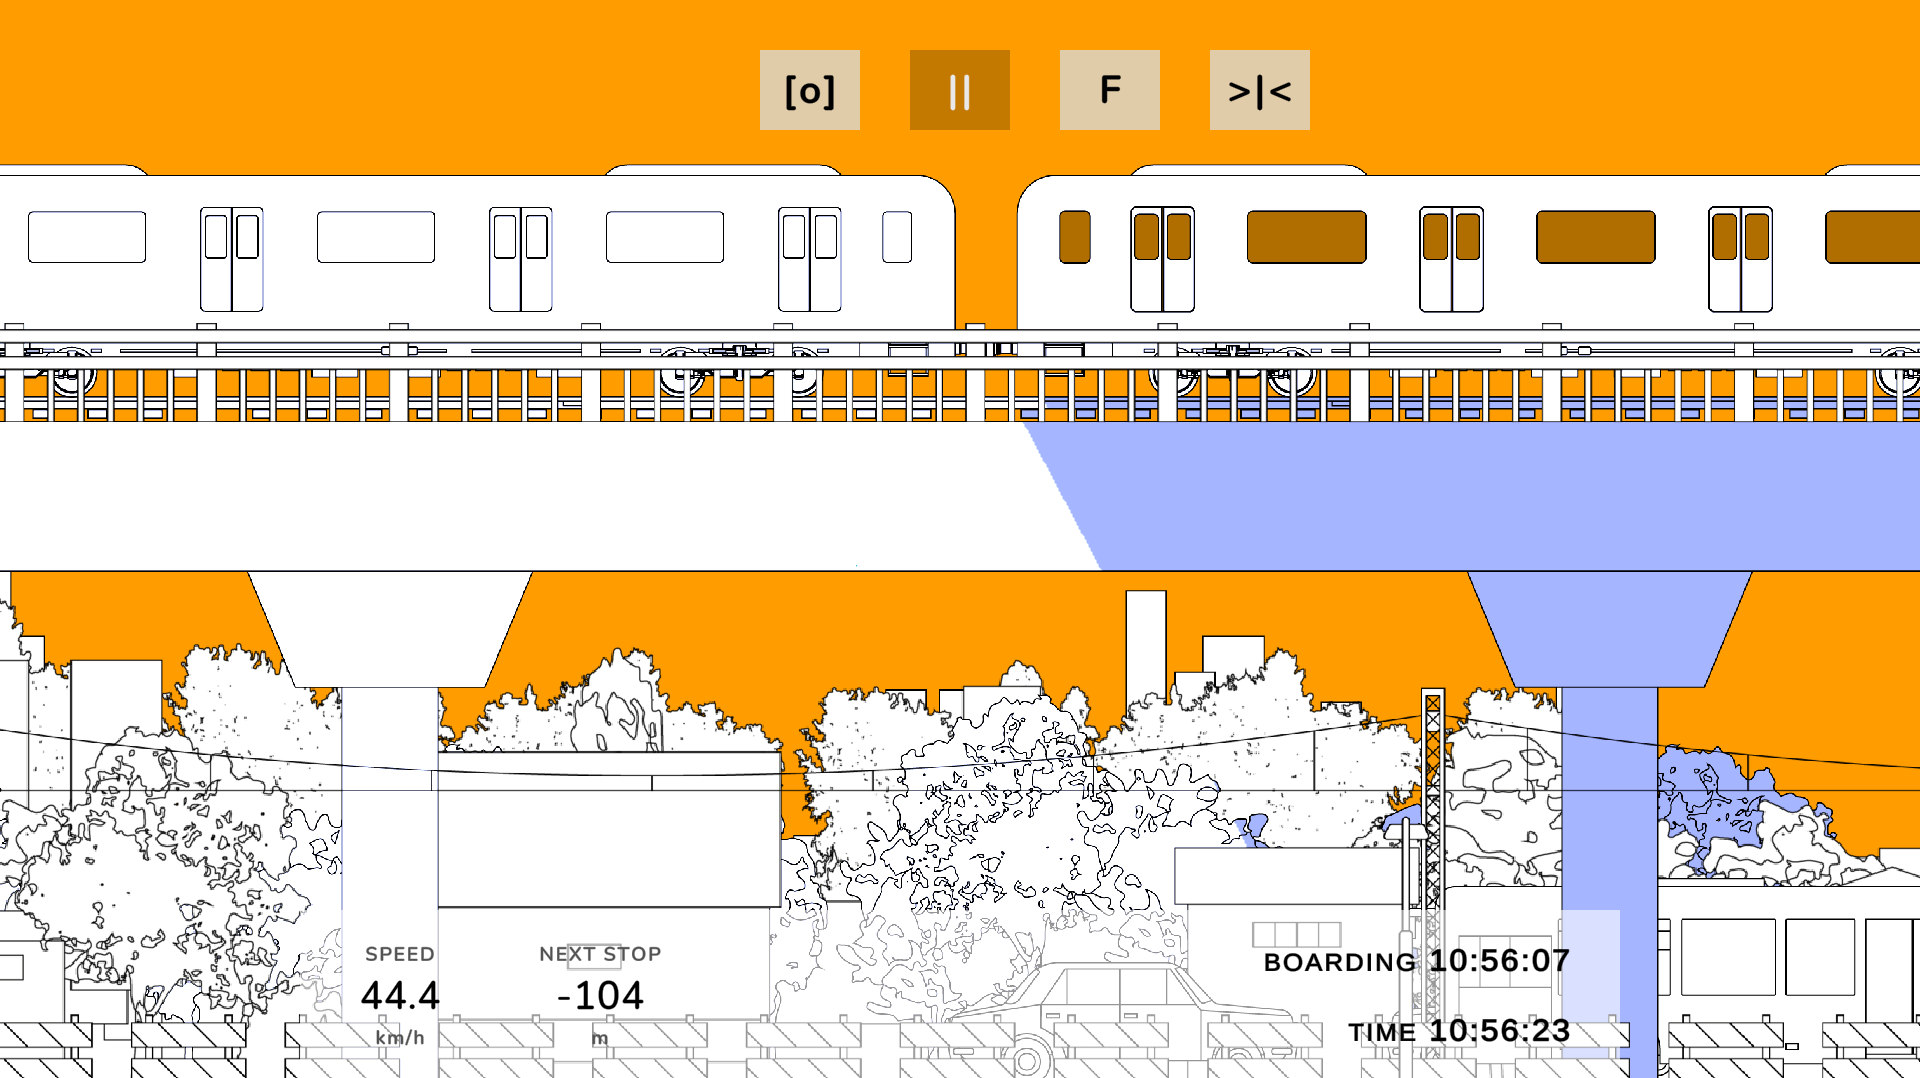 [o] || F >|<
SPEED NEXT STOP
44.4 -104
km/h m
BOARDING 10:56:07
TIME 10:56:23